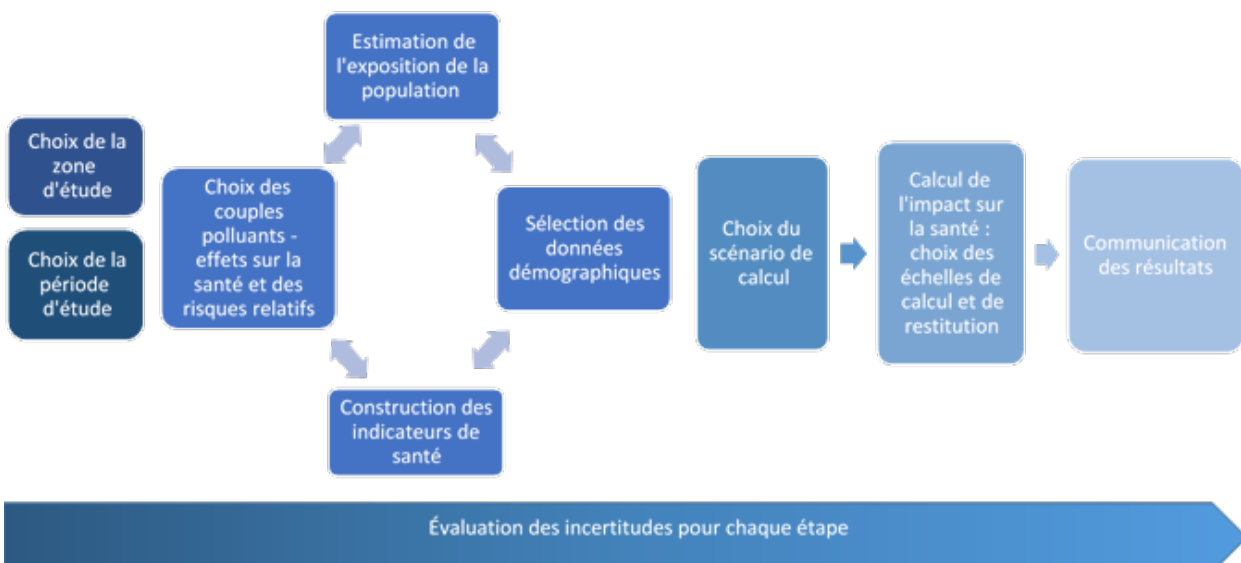 Choix de la
zone
d'étude
Choix de la
période
d'étude
Choix des
couples
polluants -
effets sur la
santé et des
risques relatifs
Estimation de
l'exposition de la
population
Construction des
indicateurs de
santé
Sélection des
données
démographiques
Choix du
scénario de
calcul
Calcul de
l'impact sur
la santé :
choix des
échelles de
calcul et de
restitution
Communication
des résultats
Évaluation des incertitudes pour chaque étape